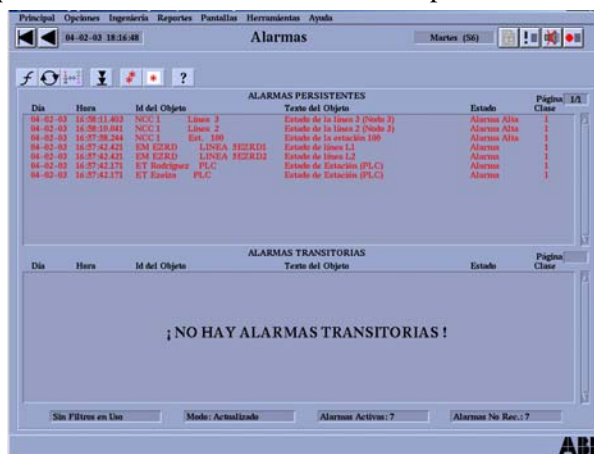 Principal Opciones Ingeniería Reportes Pantallas Herramientas Ayuda
04-02-03 18:16:48 Alarmas Martes (S6)
?
ALARMAS PERSISTENTES Página 1/1
Día Hora Id del Objeto Texto del Objeto Estado Clase
04-02-03 16:58:11.403 NCC 1 Línea 3 Estado de la línea 3 (Nodo 3) Alarma Alta 1
04-02-03 16:58:10.041 NCC 1 Línea 2 Estado de la línea 2 (Nodo 2) Alarma Alta 1
04-02-03 16:57:58.244 NCC 1 Est. 100 Estado de la estación 100 Alarma Alta 1
04-02-03 16:57:42.421 EM EZRD LINEA 3EZRD1 Estado de línea L1 Alarma 1
04-02-03 16:57:42.421 EM EZRD LINEA 3EZRD2 Estado de línea L2 Alarma 1
04-02-03 16:57:42.171 ET Rodríguez PLC Estado de Estación (PLC) Alarma 1
04-02-03 16:57:42.171 ET Ezeiza PLC Estado de Estación (PLC) Alarma 1
ALARMAS TRANSITORIAS Página
Día Hora Id del Objeto Texto del Objeto Estado Clase
¡ NO HAY ALARMAS TRANSITORIAS !
Sin Filtros en Uso Modo: Actualizado Alarmas Activas: 7 Alarmas No Rec.: 7